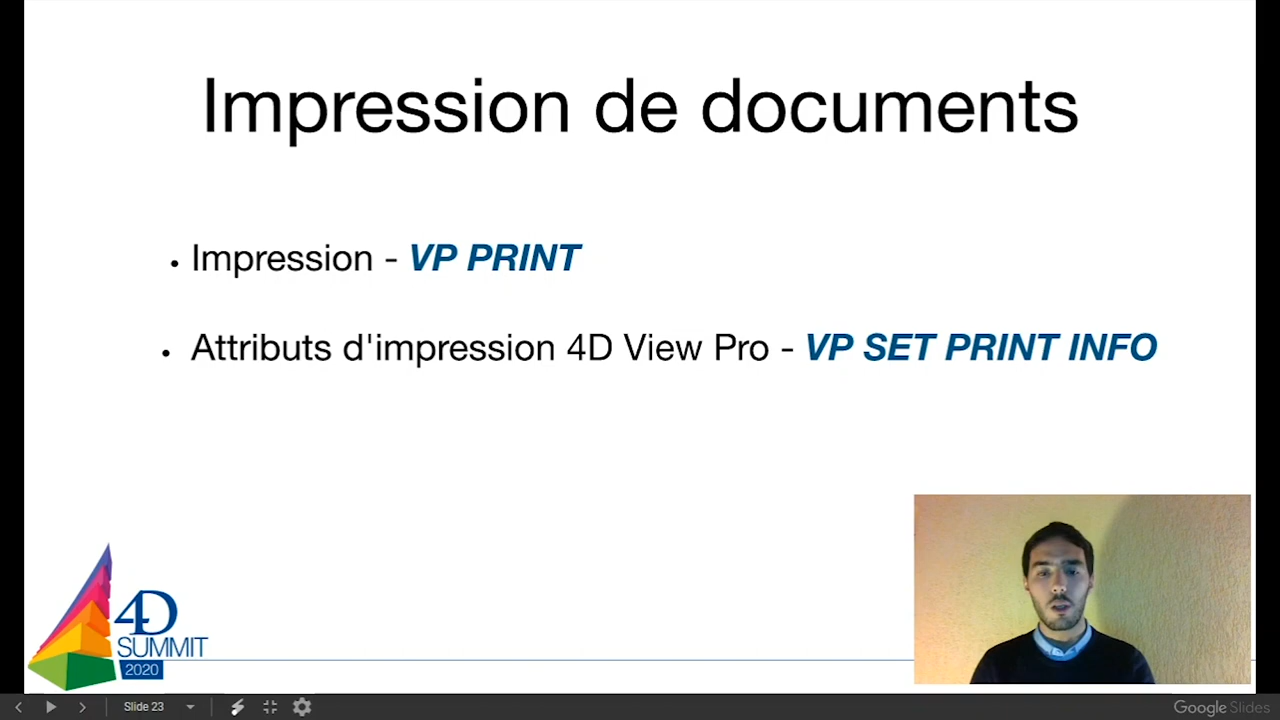 Impression de documents
• Impression - VP PRINT
• Attributs d'impression 4D View Pro - VP SET PRINT INFO
4D
SUMMIT
2020
Slide 23
Google Slides